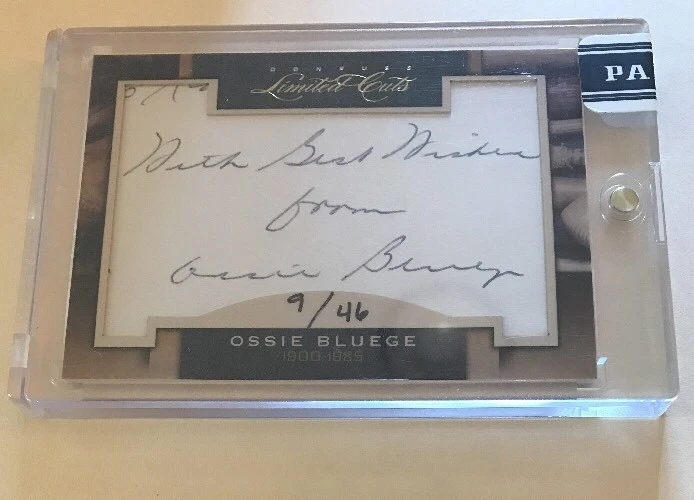 DONRUSS
Limited Cuts
PA
With Best Wishes
from
Ossie Bluege
9/46
OSSIE BLUEGE
1900-1985